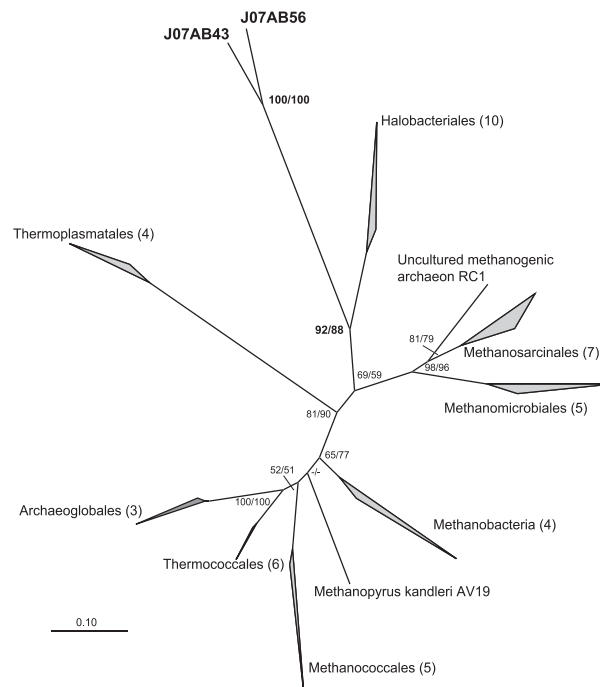 J07AB56
J07AB43
100/100
Halobacteriales (10)
Thermoplasmatales (4)
Uncultured methanogenic
archaeon RC1
92/88
81/79
Methanosarcinales (7)
98/96
69/59
Methanomicrobiales (5)
81/90
65/77
52/51
-/-
100/100
Archaeoglobales (3)
Methanobacteria (4)
Thermococcales (6)
Methanopyrus kandleri AV19
0.10
Methanococcales (5)